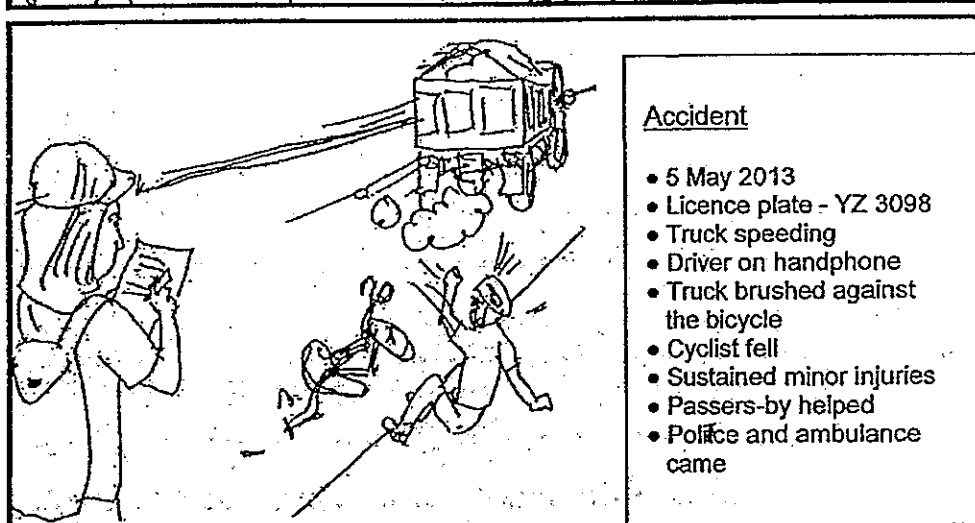 Accident
• 5 May 2013
• Licence plate - YZ 3098
• Truck speeding
• Driver on handphone
• Truck brushed against
the bicycle
• Cyclist fell
• Sustained minor injuries
• Passers-by helped
• Police and ambulance
came